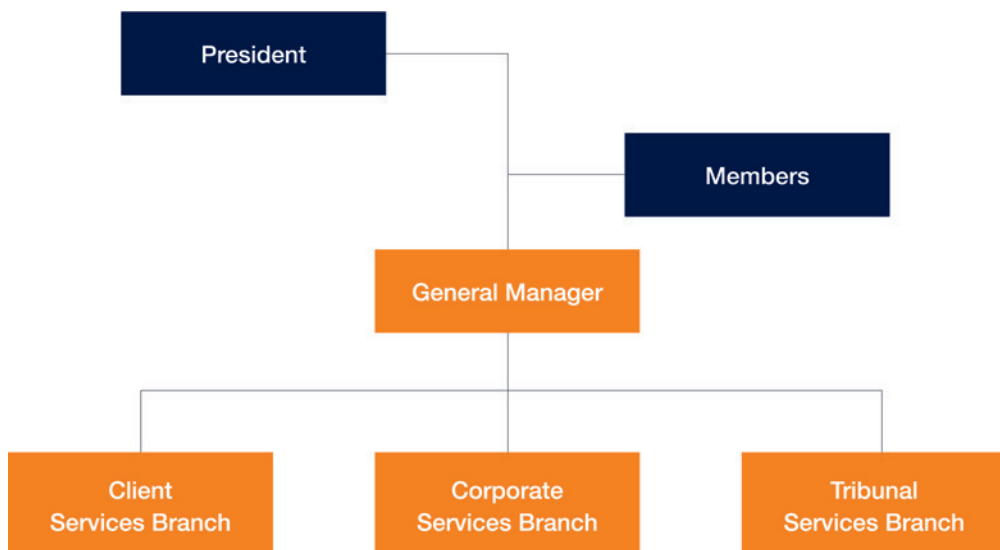 President
Members
General Manager
Client
Services Branch
Corporate
Services Branch
Tribunal
Services Branch